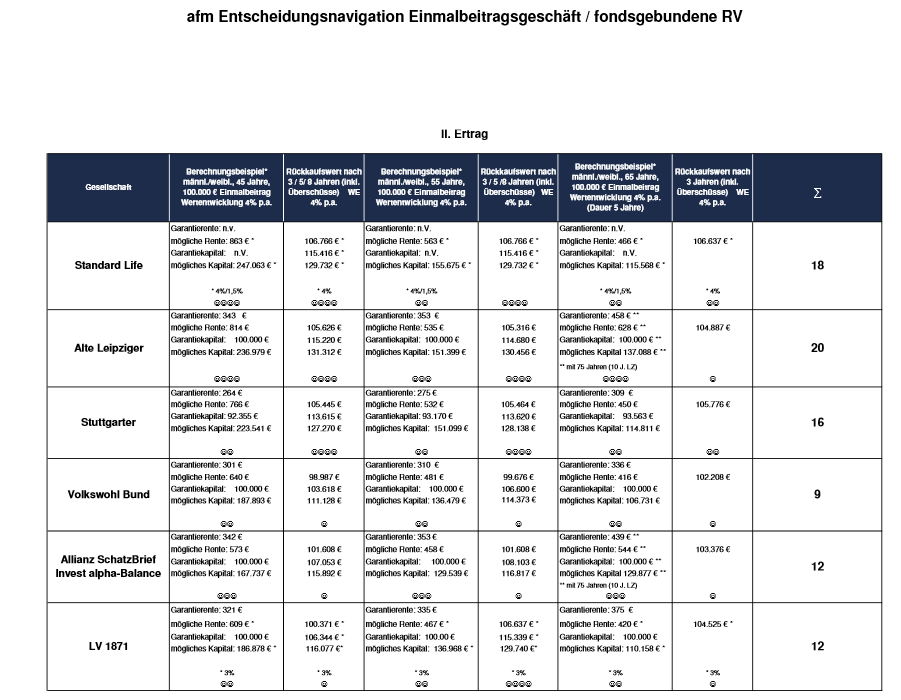 afm Entscheidungsnavigation Einmalbeitragsgeschäft / fondsgebundene RV
II. Ertrag
Gesellschaft
Berechnungsbeispiel*
männl./weibl., 45 Jahre,
100.000 € Einmalbeitrag
Wertenwicklung 4% p.a.
Rückkaufswert nach
3 / 5/ 8 Jahren (inkl.
Überschüsse) WE
4% p.a.
Berechnungsbeispiel*
männl./weibl., 55 Jahre,
100.000 € Einmalbeitrag
Wertenwicklung 4% p.a.
Rückkaufswert nach
3 / 5 /8 Jahren (inkl.
Überschüsse) WE
4% p.a.
Berechnungsbeispiel*
männl./weibl., 65 Jahre,
100.000 € Einmalbeitrag
Wertenwicklung 4% p.a.
(Dauer 5 Jahre)
Rückkaufswert nach
3 Jahren (inkl.
Überschüsse) WE
4% p.a.
Σ
Standard Life
Garantierente: n.v.
mögliche Rente: 863 € *
Garantiekapital: n.V.
mögliches Kapital: 247.063 € *
* 4%/1,5%
☺☺☺☺
106.766 € *
115.416 € *
129.732 € *
* 4%
☺☺☺☺
Garantierente: n.V.
mögliche Rente: 563 € *
Garantiekapital: n.V.
mögliches Kapital: 155.675 € *
* 4%/1,5%
☺☺
106.766 € *
115.416 € *
129.732 € *
☺☺☺☺
Garantierente: n.V.
mögliche Rente: 466 € *
Garantiekapital: n.V.
mögliches Kapital: 115.568 € *
* 4%/1,5%
☺☺
106.637 € *
* 4%
☺☺
18
Alte Leipziger
Garantierente: 343 €
mögliche Rente: 814 €
Garantiekapital: 100.000 €
mögliches Kapital: 236.979 €
☺☺☺☺
105.626 €
115.220 €
131.312 €
☺☺☺☺
Garantierente: 353 €
mögliche Rente: 535 €
Garantiekapital: 100.000 €
mögliches Kapital: 151.399 €
☺☺☺
105.316 €
114.680 €
130.456 €
☺☺☺☺
Garantierente: 458 € **
mögliche Rente: 628 € **
Garantiekapital: 100.000 € **
mögliches Kapital 137.088 € **
** mit 75 Jahren (10 J. LZ)
☺☺☺☺
104.887 €
☺
20
Stuttgarter
Garantierente: 264 €
mögliche Rente: 766 €
Garantiekapital: 92.355 €
mögliches Kapital: 223.541 €
☺☺
105.445 €
113.615 €
127.270 €
☺☺☺☺
Garantierente: 275 €
mögliche Rente: 532 €
Garantiekapital: 93.170 €
mögliches Kapital: 151.099 €
☺☺
105.464 €
113.620 €
128.138 €
☺☺☺☺
Garantierente: 309 €
mögliche Rente: 450 €
Garantiekapital: 93.563 €
mögliches Kapital: 114.811 €
☺☺
105.776 €
☺☺
16
Volkswohl Bund
Garantierente: 301 €
mögliche Rente: 640 €
Garantiekapital: 100.000 €
mögliches Kapital: 187.893 €
☺☺
98.987 €
103.618 €
111.128 €
☺
Garantierente: 310 €
mögliche Rente: 481 €
Garantiekapital: 100.000 €
mögliches Kapital: 136.479 €
☺☺
99.676 €
106.600 €
114.373 €
☺
Garantierente: 336 €
mögliche Rente: 416 €
Garantiekapital: 100.000 €
mögliches Kapital: 106.731 €
☺☺
102.208 €
☺
9
Allianz SchatzBrief
Invest alpha-Balance
Garantierente: 342 €
mögliche Rente: 573 €
Garantiekapital: 100.000 €
mögliches Kapital: 167.737 €
☺☺☺
101.608 €
107.053 €
115.892 €
☺
Garantierente: 353 €
mögliche Rente: 458 €
Garantiekapital: 100.000 €
mögliches Kapital: 129.539 €
☺☺☺
101.608 €
108.103 €
116.817 €
☺
Garantierente: 439 € **
mögliche Rente: 544 € **
Garantiekapital: 100.000 € **
mögliches Kapital 129.877 € **
** mit 75 Jahren (10 J. LZ)
☺☺☺
103.376 €
☺
12
LV 1871
Garantierente: 321 €
mögliche Rente: 609 € *
Garantiekapital: 100.000 €
mögliches Kapital: 186.878 € *
* 3%
☺☺
100.371 € *
106.344 € *
116.077 €*
* 3%
☺
Garantierente: 335 €
mögliche Rente: 467 € *
Garantiekapital: 100.00 €
mögliches Kapital: 136.968 € *
* 3%
☺☺
106.637 € *
115.339 € *
129.740 €*
* 3%
☺☺☺☺
Garantierente: 375 €
mögliche Rente: 420 € *
Garantiekapital: 100.000 €
mögliches Kapital: 110.158 € *
* 3%
☺☺
104.525 € *
* 3%
☺
12